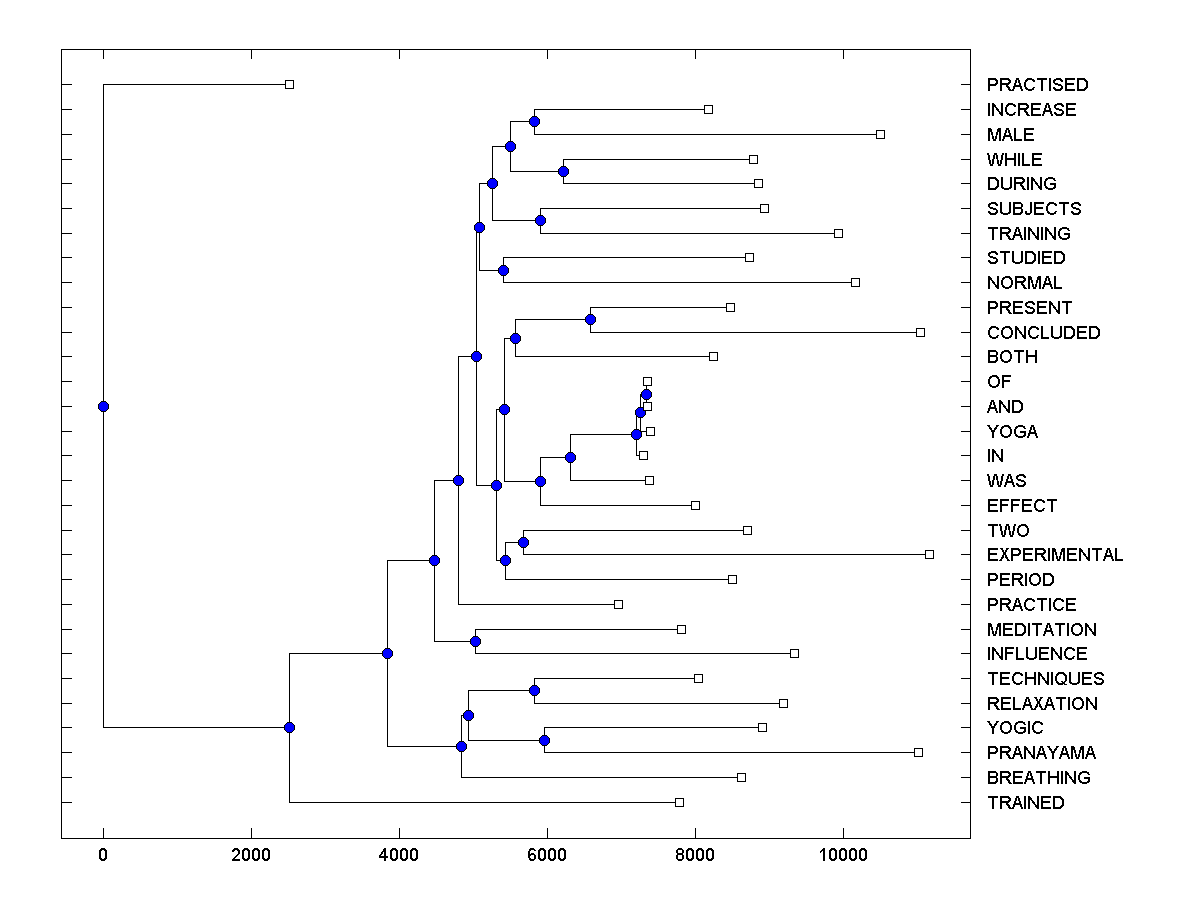 PRACTISED
INCREASE
MALE
WHILE
DURING
SUBJECTS
TRAINING
STUDIED
NORMAL
PRESENT
CONCLUDED
BOTH
OF
AND
YOGA
IN
WAS
EFFECT
TWO
EXPERIMENTAL
PERIOD
PRACTICE
MEDITATION
INFLUENCE
TECHNIQUES
RELAXATION
YOGIC
PRANAYAMA
BREATHING
TRAINED
0 2000 4000 6000 8000 10000